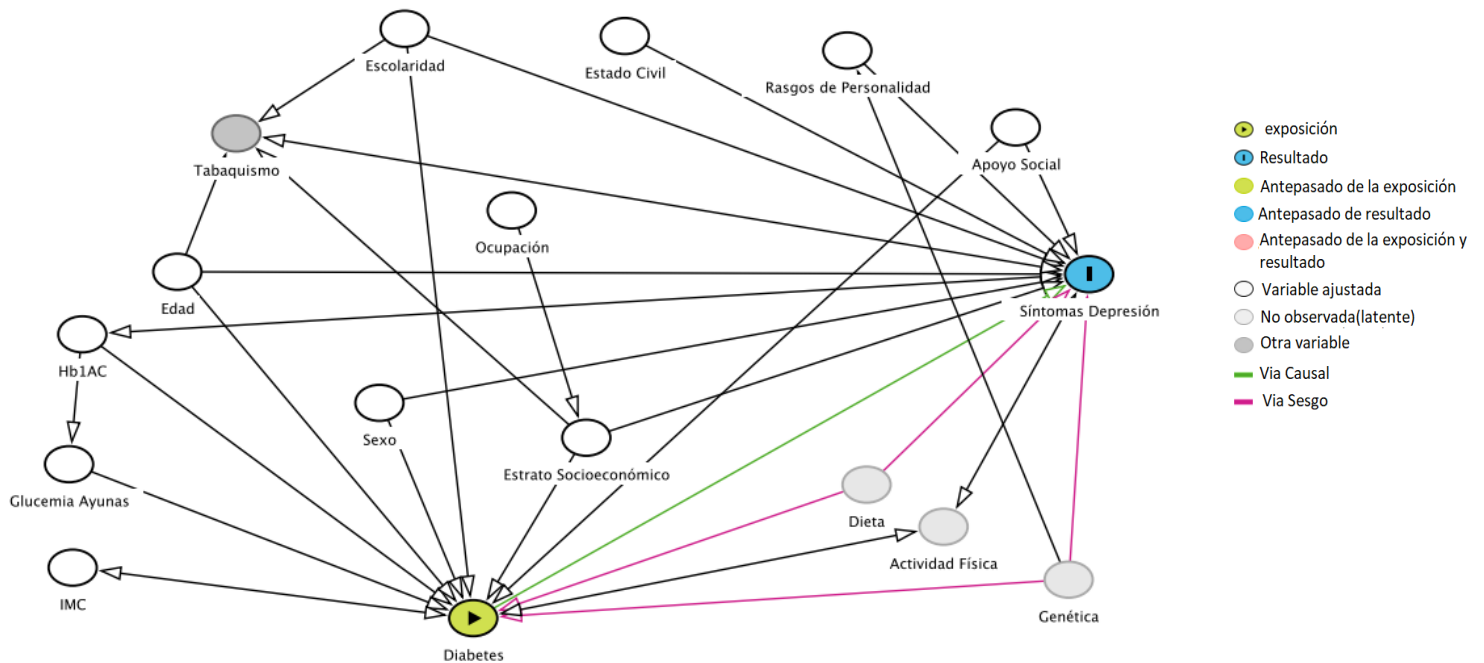 Escolaridad
Estado Civil
Rasgos de Personalidad
Apoyo Social
Tabaquismo
Ocupación
Edad
Síntomas Depresión
Hb1AC
Sexo
Estrato Socioeconómico
Glucemia Ayunas
Dieta
Actividad Física
IMC
Genética
Diabetes
exposición
Resultado
Antepasado de la exposición
Antepasado de resultado
Antepasado de la exposición y
resultado
Variable ajustada
No observada(latente)
Otra variable
Via Causal
Via Sesgo